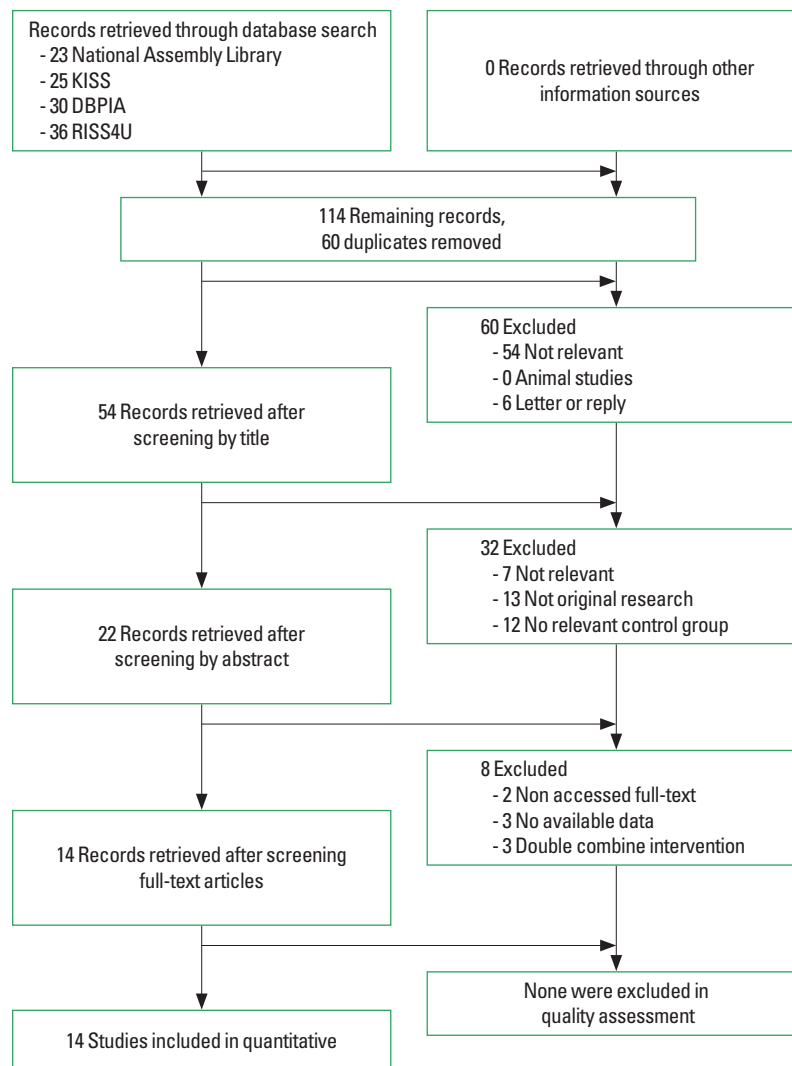 Records retrieved through database search
- 23 National Assembly Library
- 25 KISS
- 30 DBPIA
- 36 RISS4U
0 Records retrieved through other
information sources
114 Remaining records,
60 duplicates removed
60 Excluded
- 54 Not relevant
- 0 Animal studies
- 6 Letter or reply
54 Records retrieved after
screening by title
32 Excluded
- 7 Not relevant
- 13 Not original research
- 12 No relevant control group
22 Records retrieved after
screening by abstract
8 Excluded
- 2 Non accessed full-text
- 3 No available data
- 3 Double combine intervention
14 Records retrieved after screening
full-text articles
None were excluded in
quality assessment
14 Studies included in quantitative